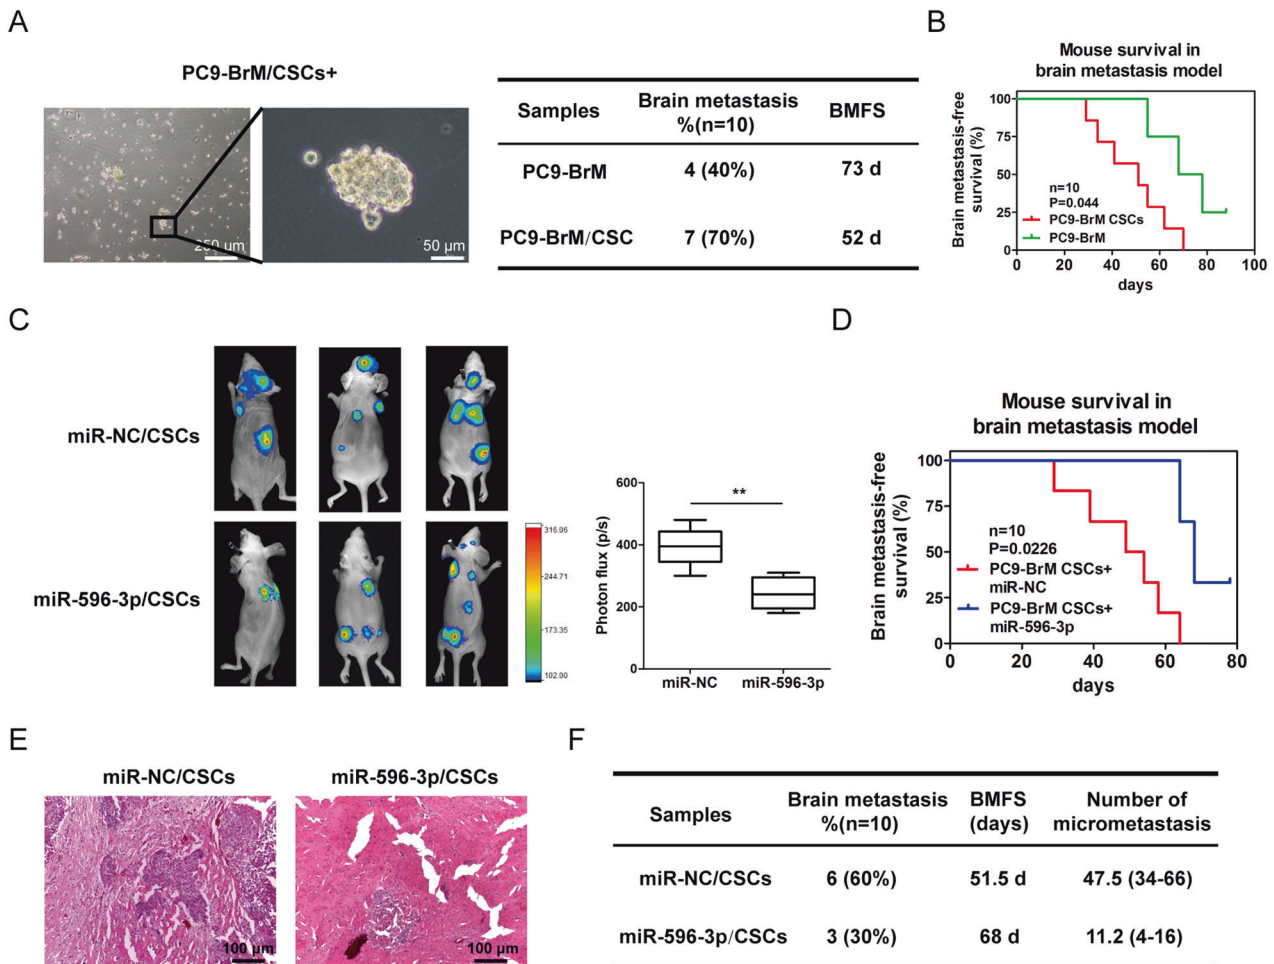 A
PC9-BrM/CSCs+
250 µm
50 µm
Samples
Brain metastasis
%(n=10)
BMFS
PC9-BrM
4 (40%)
73 d
PC9-BrM/CSC
7 (70%)
52 d
B
Mouse survival in
brain metastasis model
Brain metastasis-free
survival (%)
100
75
50
25
0
n=10
P=0.044
PC9-BrM CSCs
PC9-BrM
0 20 40 60 80 100
days
C
miR-NC/CSCs
miR-596-3p/CSCs
316.06
244.71
173.35
102.00
Photon flux (p/s)
600
400
200
0
**
miR-NC miR-596-3p
D
Mouse survival in
brain metastasis model
Brain metastasis-free
survival (%)
100
75
50
25
0
n=10
P=0.0226
PC9-BrM CSCs+
miR-NC
PC9-BrM CSCs+
miR-596-3p
0 20 40 60 80
days
E
miR-NC/CSCs
miR-596-3p/CSCs
100 µm
100 µm
F
Samples
Brain metastasis
%(n=10)
BMFS
(days)
Number of
micrometastasis
miR-NC/CSCs
6 (60%)
51.5 d
47.5 (34-66)
miR-596-3p/CSCs
3 (30%)
68 d
11.2 (4-16)